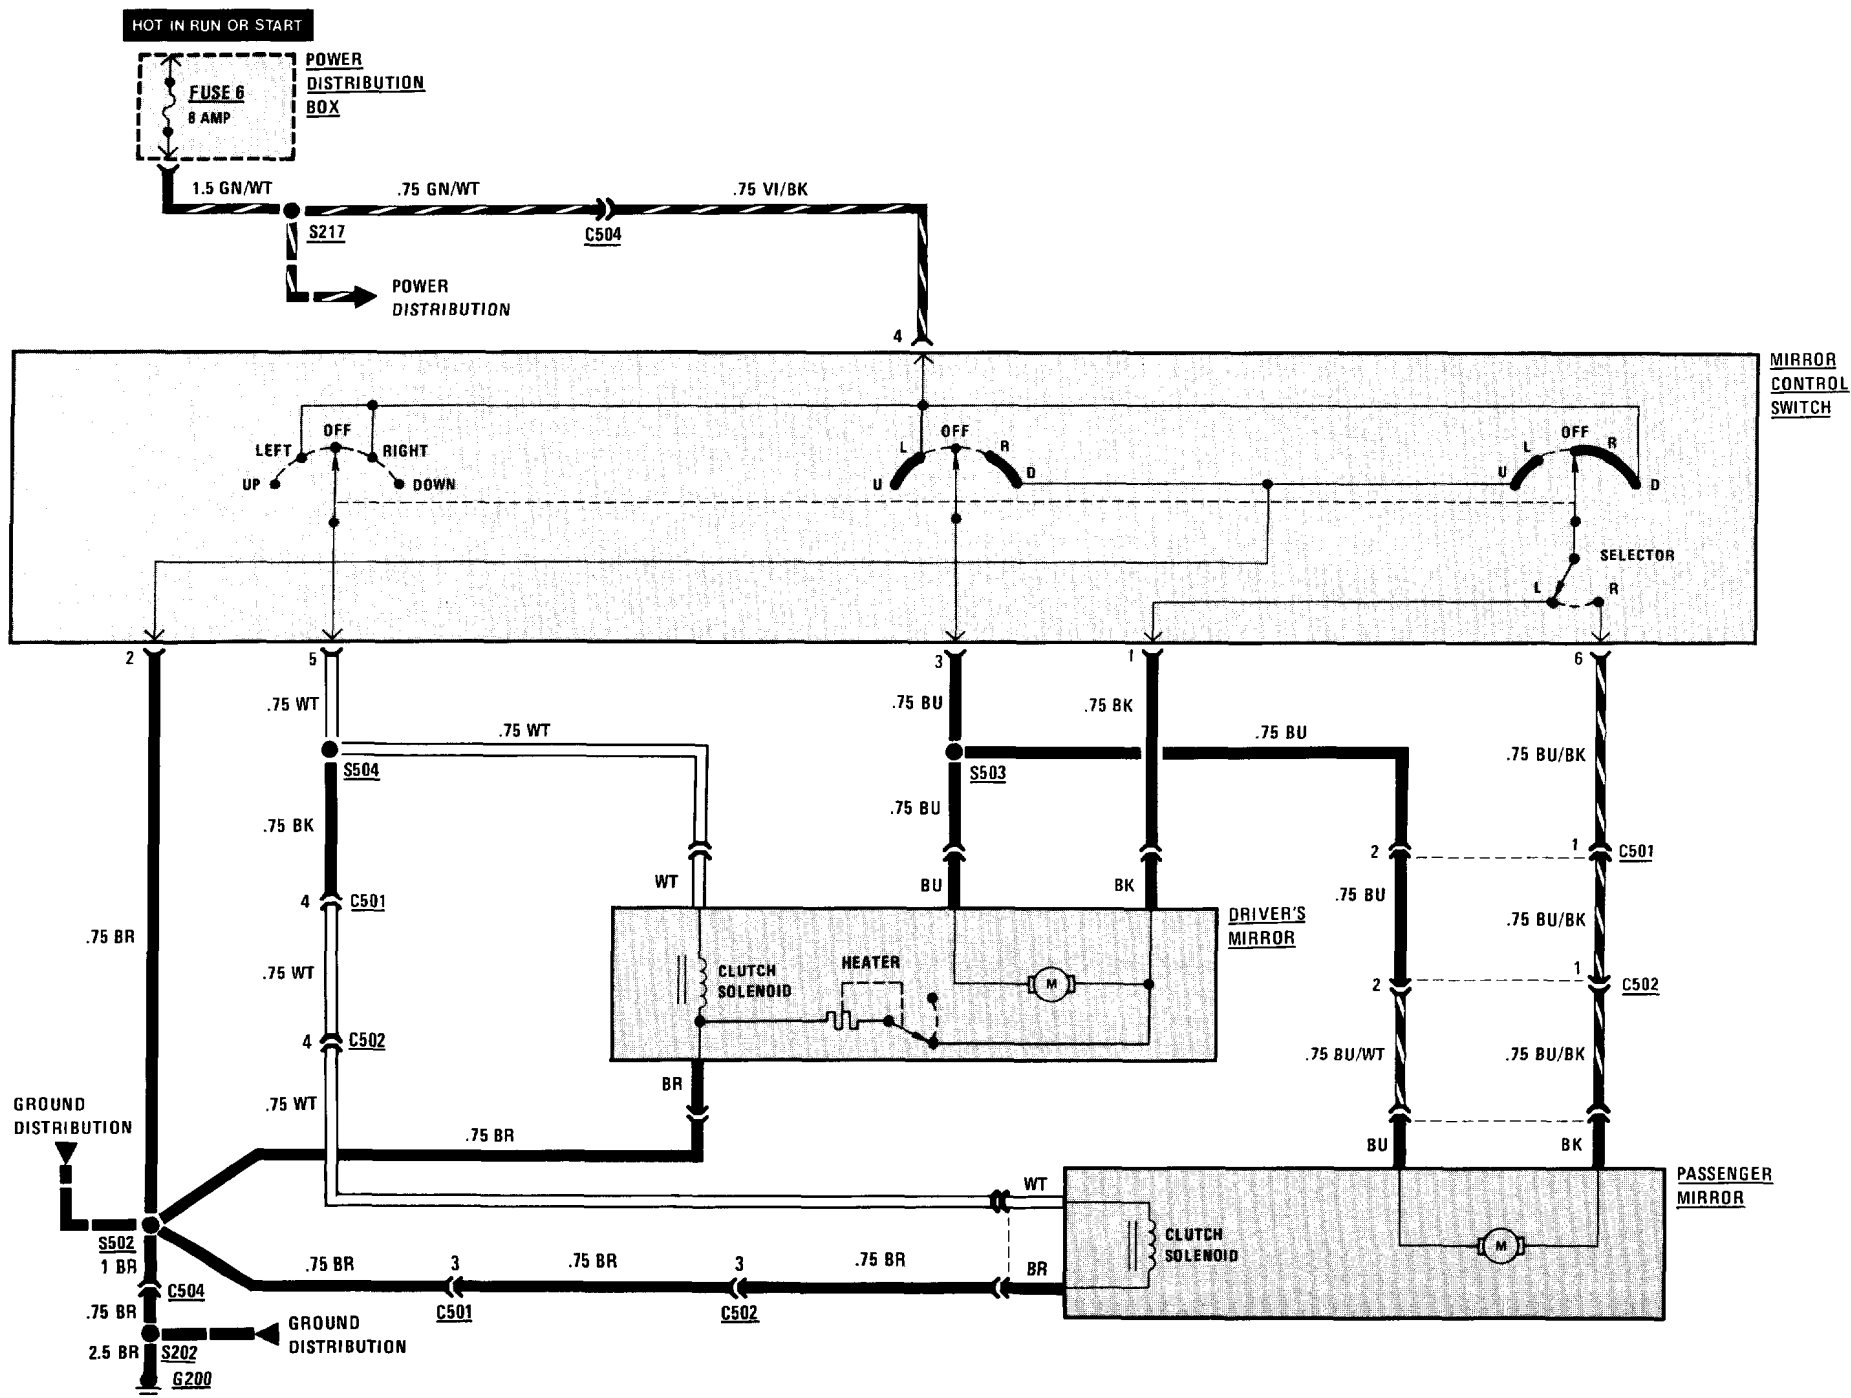 HOT IN RUN OR START
POWER
DISTRIBUTION
BOX
FUSE 6
8 AMP
1.5 GN/WT
.75 GN/WT
.75 VI/BK
S217
C504
POWER
DISTRIBUTION
4
MIRROR
CONTROL
SWITCH
OFF
LEFT
RIGHT
UP
DOWN
OFF
L
R
U
D
OFF
L
R
U
D
SELECTOR
L
R
2
5
3
1
6
.75 WT
.75 WT
S504
.75 BU
.75 BK
.75 BU
S503
.75 BU/BK
.75 BK
.75 BU
2
1
C501
4
C501
WT
BU
BK
.75 BU
.75 BU/BK
DRIVER'S
MIRROR
.75 BR
.75 WT
CLUTCH
SOLENOID
HEATER
M
2
1
C502
4
C502
.75 BU/WT
.75 BU/BK
BR
.75 WT
GROUND
DISTRIBUTION
.75 BR
BU
BK
PASSENGER
MIRROR
WT
S502
1 BR
.75 BR
3
.75 BR
3
.75 BR
BR
CLUTCH
SOLENOID
M
C504
C501
C502
.75 BR
GROUND
DISTRIBUTION
2.5 BR
S202
G200